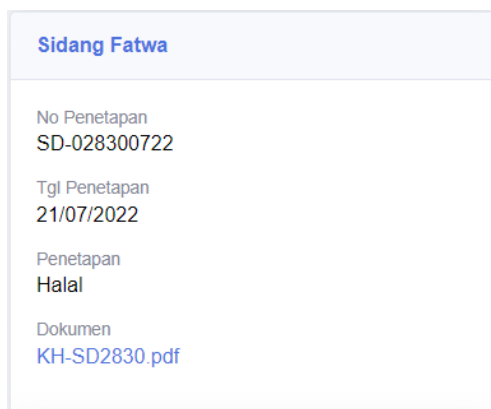 Sidang Fatwa
No Penetapan
SD-028300722
Tgl Penetapan
21/07/2022
Penetapan
Halal
Dokumen
KH-SD2830.pdf